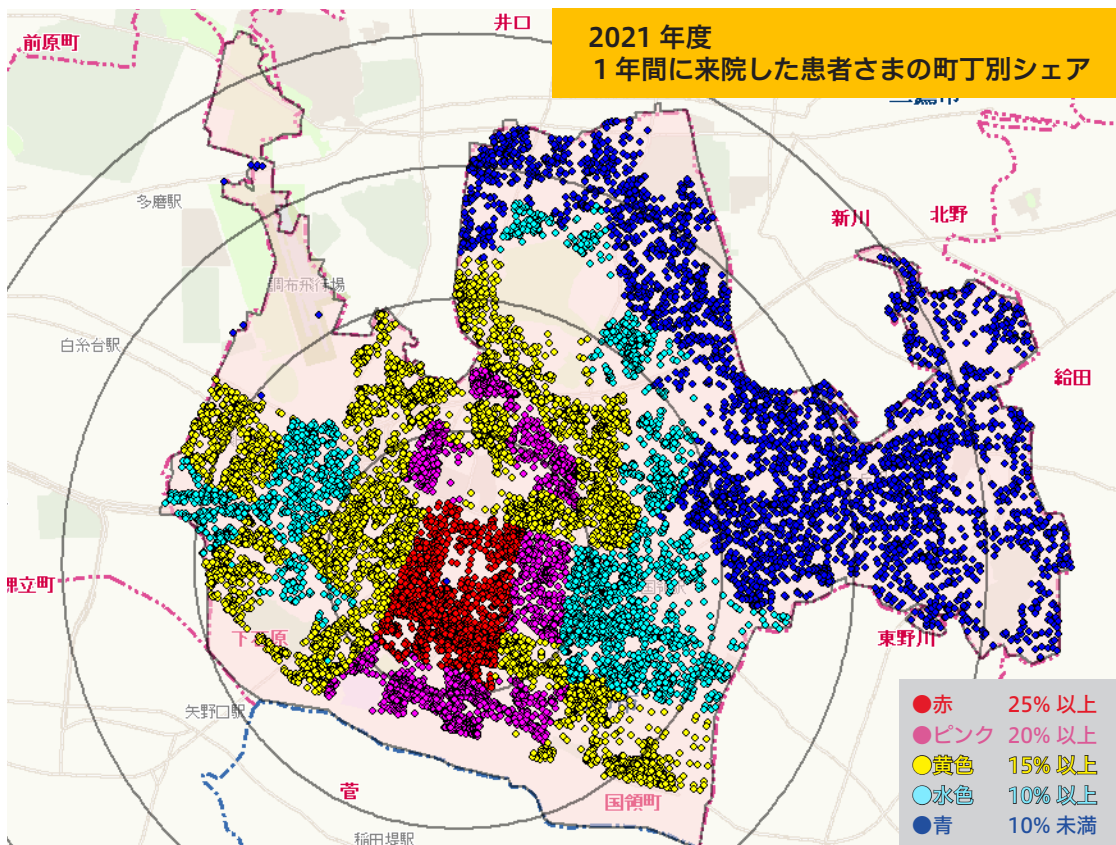 前原町
井口
2021 年度
1 年間に来院した患者さまの町丁別シェア
多磨駅
新川
北野
調布飛行場
白糸台駅
給田
下石原
東野川
矢野口駅
菅
国領町
稲田堤駅
赤 25% 以上
ピンク 20% 以上
黄色 15% 以上
水色 10% 以上
青 10% 未満